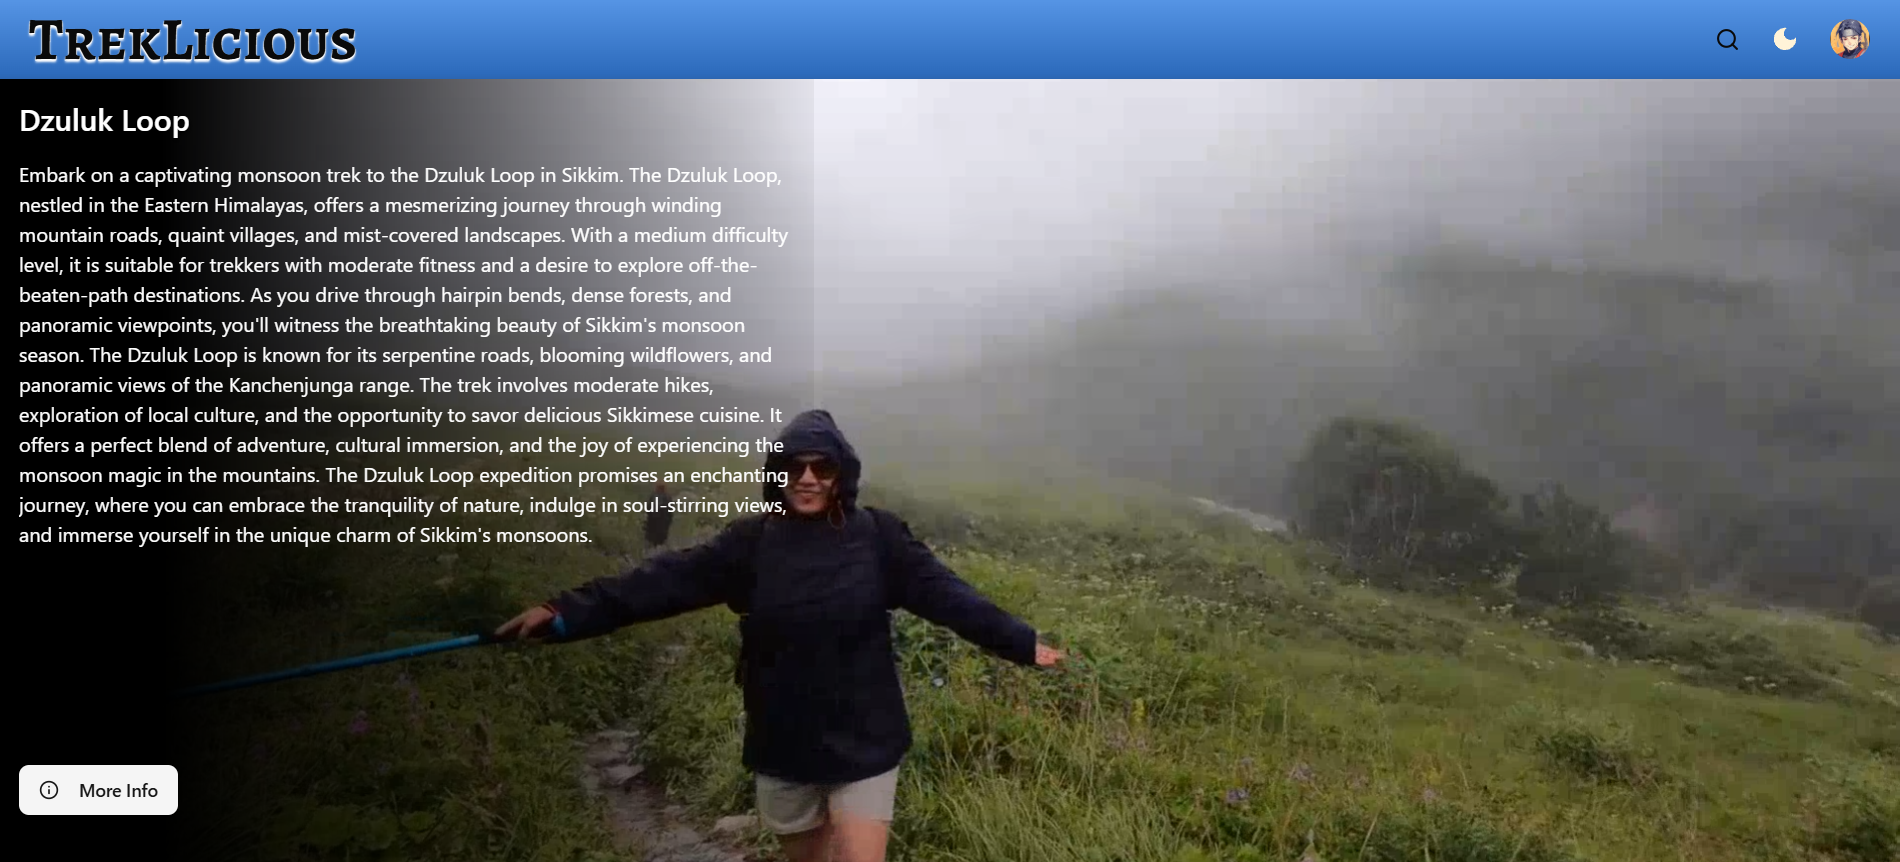 TrekLicious
Dzuluk Loop
Embark on a captivating monsoon trek to the Dzuluk Loop in Sikkim. The Dzuluk Loop,
nestled in the Eastern Himalayas, offers a mesmerizing journey through winding
mountain roads, quaint villages, and mist-covered landscapes. With a medium difficulty
level, it is suitable for trekkers with moderate fitness and a desire to explore off-the-
beaten-path destinations. As you drive through hairpin bends, dense forests, and
panoramic viewpoints, you'll witness the breathtaking beauty of Sikkim's monsoon
season. The Dzuluk Loop is known for its serpentine roads, blooming wildflowers, and
panoramic views of the Kanchenjunga range. The trek involves moderate hikes,
exploration of local culture, and the opportunity to savor delicious Sikkimese cuisine. It
offers a perfect blend of adventure, cultural immersion, and the joy of experiencing the
monsoon magic in the mountains. The Dzuluk Loop expedition promises an enchanting
journey, where you can embrace the tranquility of nature, indulge in soul-stirring views,
and immerse yourself in the unique charm of Sikkim's monsoons.
More Info